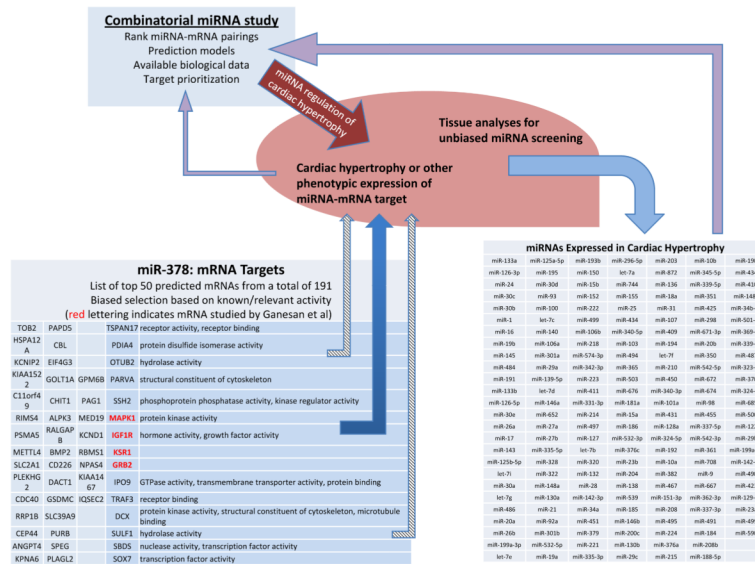 Combinatorial miRNA study
Rank miRNA-mRNA pairings
Prediction models
Available biological data
Target prioritization
miRNA regulation of
cardiac hypertrophy
Tissue analyses for
unbiased miRNA screening
Cardiac hypertrophy or other
phenotypic expression of
miRNA-mRNA target
miR-378: mRNA Targets
List of top 50 predicted mRNAs from a total of 191
Biased selection based on known/relevant activity
(red lettering indicates mRNA studied by Ganesan et al)
TOB2 PAPD5 TSPAN17 receptor activity, receptor binding
HSPA12
A CBL PDIA4 protein disulfide isomerase activity
KCNIP2 EIF4G3 OTUB2 hydrolase activity
KIAA152
2 GOLT1A GPM6B PARVA structural constituent of cytoskeleton
C11orf4
9 CHIT1 PAG1 SSH2 phosphoprotein phosphatase activity, kinase regulator activity
RIMS4 ALPK3 MED19 MAPK1 protein kinase activity
PSMA5 RALGAP
B KCND1 IGF1R hormone activity, growth factor activity
METTL4 BMP2 RBMS1 KSR1
SLC2A1 CD226 NPAS4 GRB2
PLEKHG
2 DACT1 KIAA14
67 IPO9 GTPase activity, transmembrane transporter activity, protein binding
CDC40 GSDMC IQSEC2 TRAF3 receptor binding
RRP1B SLC39A9 DCX protein kinase activity, structural constituent of cytoskeleton, microtubule
binding
CEP44 PURB SULF1 hydrolase activity
ANGPT4 SPEG SBDS nuclease activity, transcription factor activity
KPNA6 PLAGL2 SOX7 transcription factor activity
miRNAs Expressed in Cardiac Hypertrophy
miR-133a miR-125a-5p miR-193b miR-296-5p miR-203 miR-10b
miR-126-3p miR-195 miR-150 let-7a miR-872 miR-345-5p
miR-24 miR-30d miR-15b miR-744 miR-136 miR-339-5p
miR-30c miR-93 miR-152 miR-155 miR-18a miR-351
miR-30b miR-100 miR-222 miR-25 miR-31 miR-425
miR-1 let-7c miR-499 miR-434 miR-107 miR-298
miR-16 miR-140 miR-106b miR-340-5p miR-409 miR-671-3p
miR-19b miR-106a miR-218 miR-103 miR-194 miR-20b
miR-145 miR-301a miR-574-3p miR-494 let-7f miR-350
miR-484 miR-29a miR-342-3p miR-365 miR-210 miR-542-5p
miR-191 miR-139-5p miR-223 miR-503 miR-450 miR-672
miR-133b let-7d miR-411 miR-676 miR-340-3p miR-674
miR-126-5p miR-146a miR-331-3p miR-181a miR-101a miR-98
miR-30e miR-652 miR-214 miR-15a miR-431 miR-455
miR-26a miR-27a miR-497 miR-186 miR-128a miR-337-5p
miR-17 miR-27b miR-127 miR-532-3p miR-324-5p miR-542-3p
miR-143 miR-335-5p let-7b miR-376c miR-192 miR-361
miR-125b-5p miR-328 miR-320 miR-23b miR-10a miR-708
let-7i miR-322 miR-132 miR-204 miR-382 miR-9
miR-30a miR-148a miR-28 miR-138 miR-467 miR-667
let-7g miR-130a miR-142-3p miR-539 miR-151-3p miR-362-3p
miR-486 miR-21 miR-34a miR-185 miR-208 miR-337-3p
miR-20a miR-92a miR-451 miR-146b miR-495 miR-491
miR-26b miR-301b miR-379 miR-200c miR-224 miR-184
miR-199a-3p miR-532-5p miR-221 miR-130b miR-376a miR-208b
let-7e miR-19a miR-335-3p miR-29c miR-215 miR-188-5p